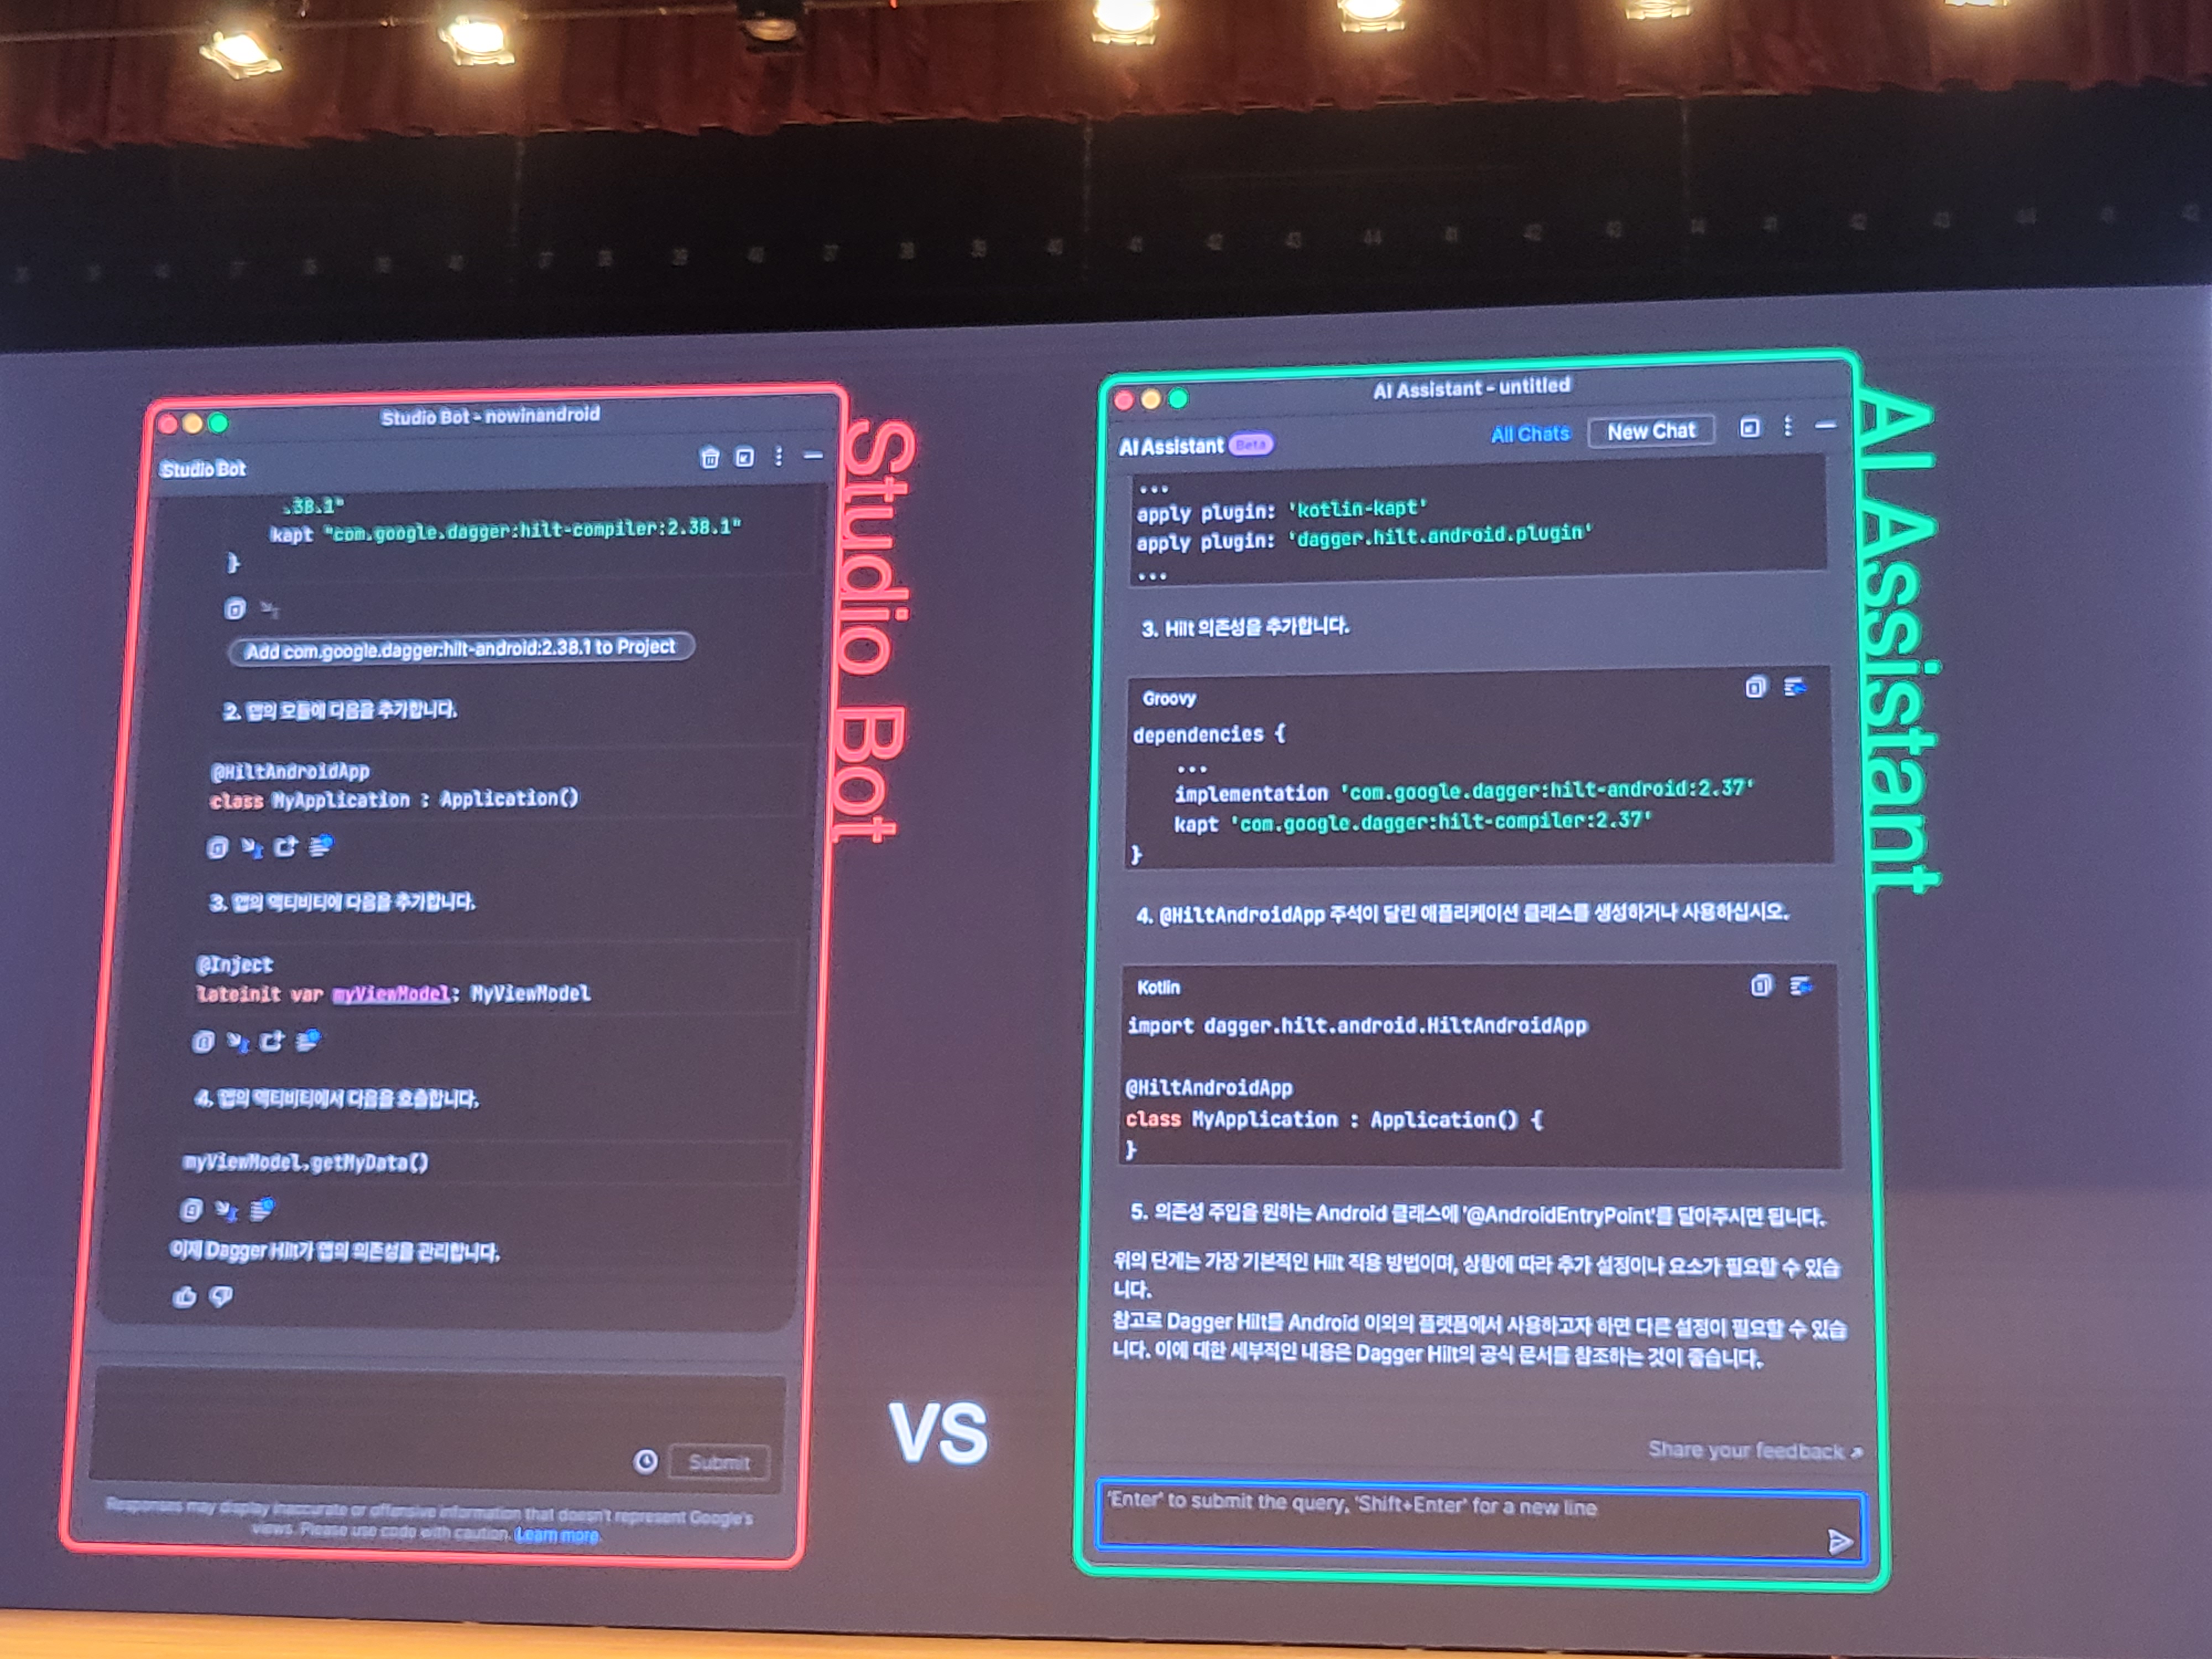 Studio Bot - nowinandroid
Studio Bot
.38.1"
kapt "com.google.dagger:hilt-compiler:2.38.1"
}
Add com.google.dagger:hilt-android:2.38.1 to Project
2. 앱의 모듈에 다음을 추가합니다.
@HiltAndroidApp
class MyApplication : Application()
3. 앱의 액티비티에 다음을 추가합니다.
@Inject
lateinit var myViewModel: MyViewModel
4. 앱의 액티비티에서 다음을 호출합니다.
myViewModel.getMyData()
이제 Dagger Hilt가 앱의 의존성을 관리합니다.
Submit
Responses may display inaccurate or offensive information that doesn't represent Google's
views. Please use code with caution. Learn more.
Studio Bot
VS
AI Assistant - untitled
AI Assistant Beta
All Chats New Chat
...
apply plugin: 'kotlin-kapt'
apply plugin: 'dagger.hilt.android.plugin'
...
3. Hilt 의존성을 추가합니다.
Groovy
dependencies {
...
implementation 'com.google.dagger:hilt-android:2.37'
kapt 'com.google.dagger:hilt-compiler:2.37'
}
4. @HiltAndroidApp 주석이 달린 애플리케이션 클래스를 생성하거나 사용하십시오.
Kotlin
import dagger.hilt.android.HiltAndroidApp
@HiltAndroidApp
class MyApplication : Application() {
}
5. 의존성 주입을 원하는 Android 클래스에 '@AndroidEntryPoint'를 달아주시면 됩니다.
위의 단계는 가장 기본적인 Hilt 적용 방법이며, 상황에 따라 추가 설정이나 요소가 필요할 수 있습
니다.
참고로 Dagger Hilt를 Android 이외의 플랫폼에서 사용하고자 하면 다른 설정이 필요할 수 있습
니다. 이에 대한 세부적인 내용은 Dagger Hilt의 공식 문서를 참조하는 것이 좋습니다.
Share your feedback ↗
'Enter' to submit the query, 'Shift+Enter' for a new line
AI Assistant